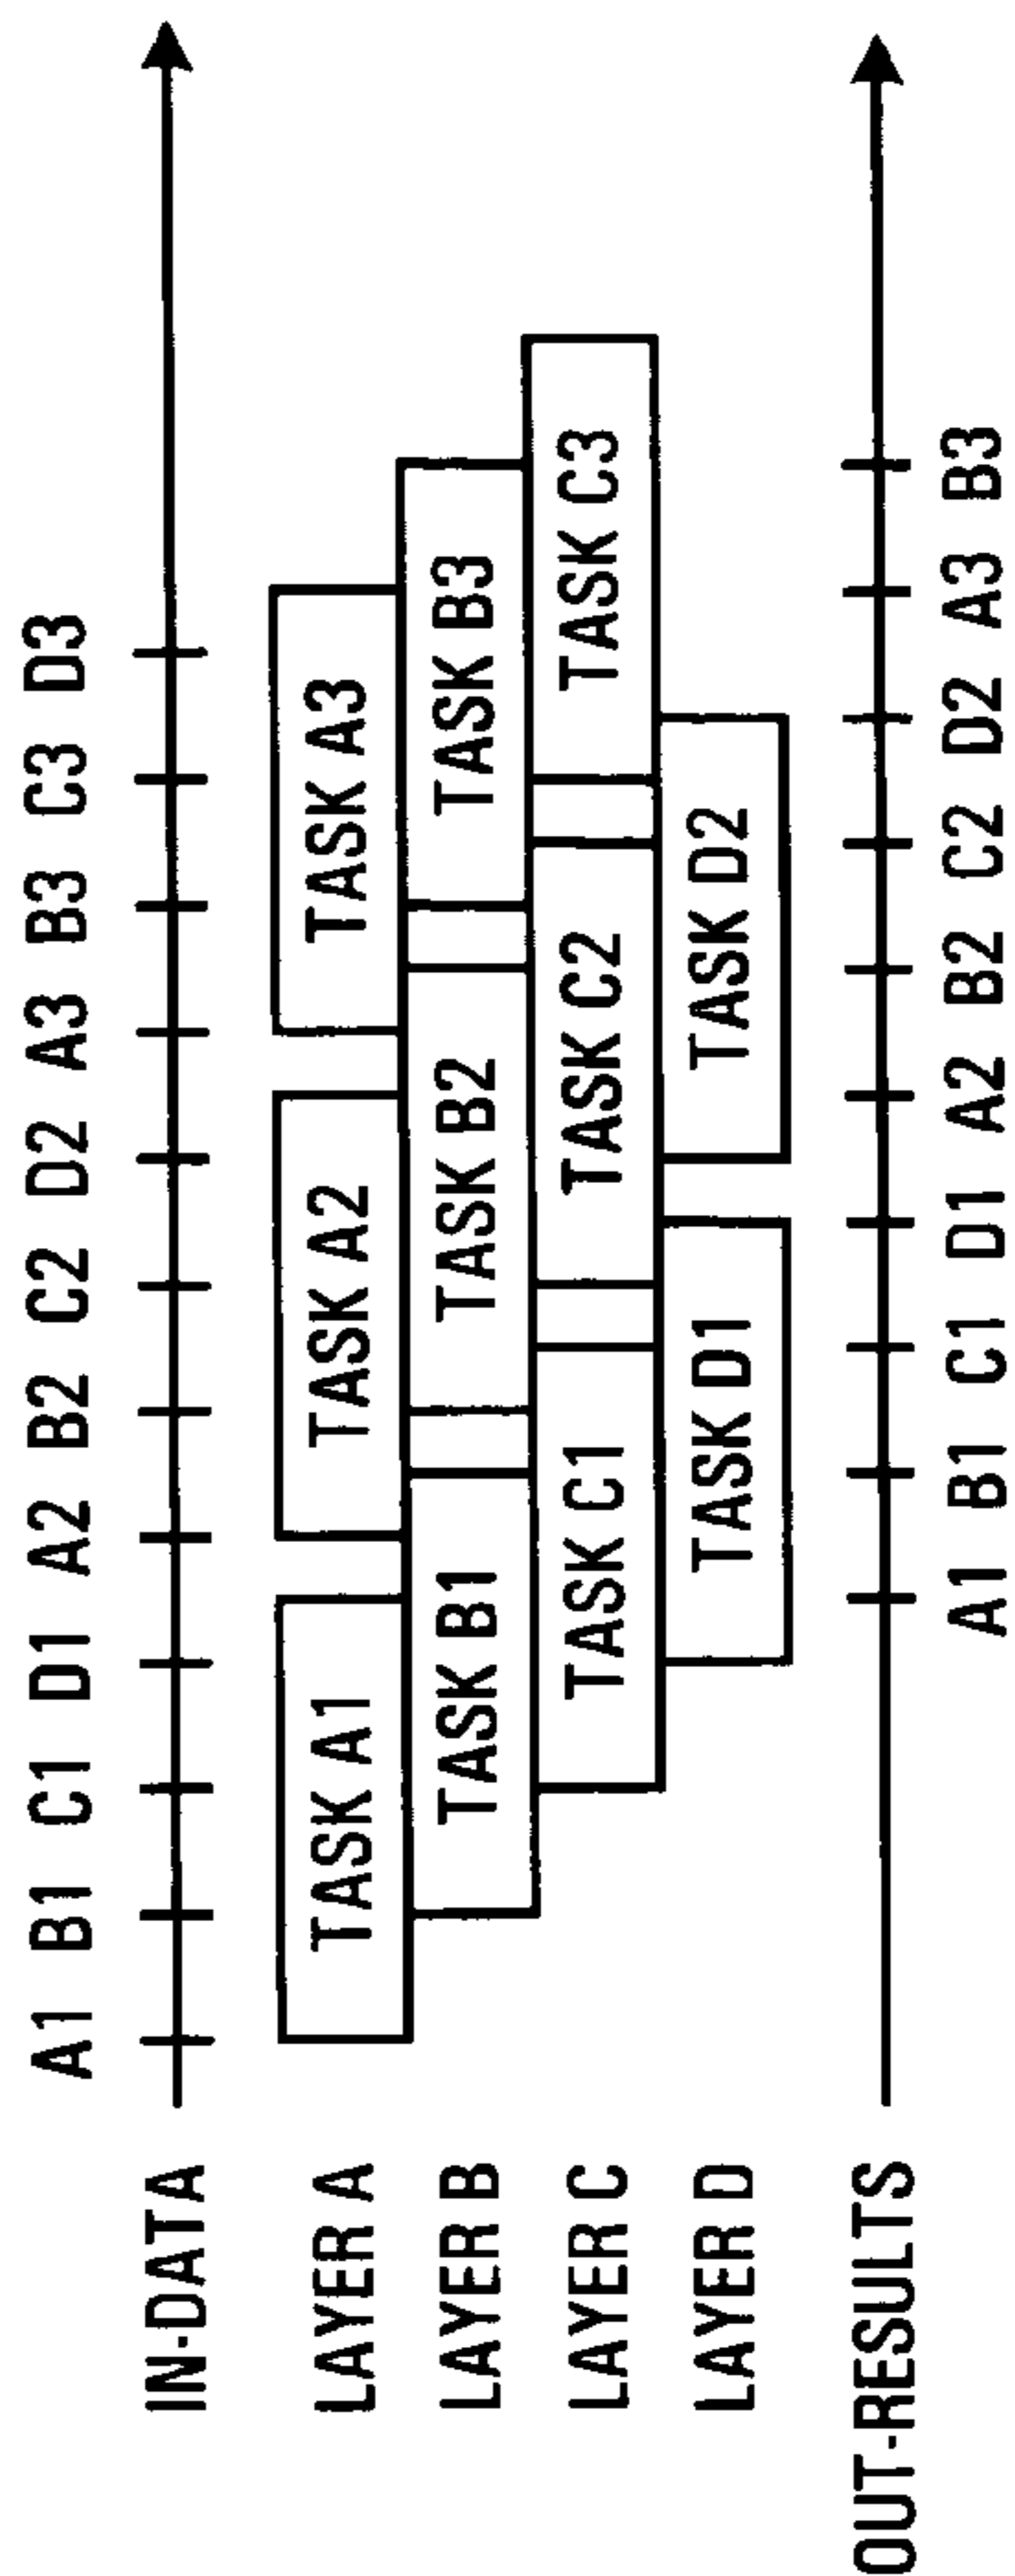 A1 B1 C1 D1 A2 B2 C2 D2 A3 B3 C3 D3
IN-DATA
LAYER A
TASK A1
TASK A2
TASK A3
LAYER B
TASK B1
TASK B2
TASK B3
LAYER C
TASK C1
TASK C2
TASK C3
LAYER D
TASK D1
TASK D2
OUT-RESULTS
A1 B1 C1 D1 A2 B2 C2 D2 A3 B3